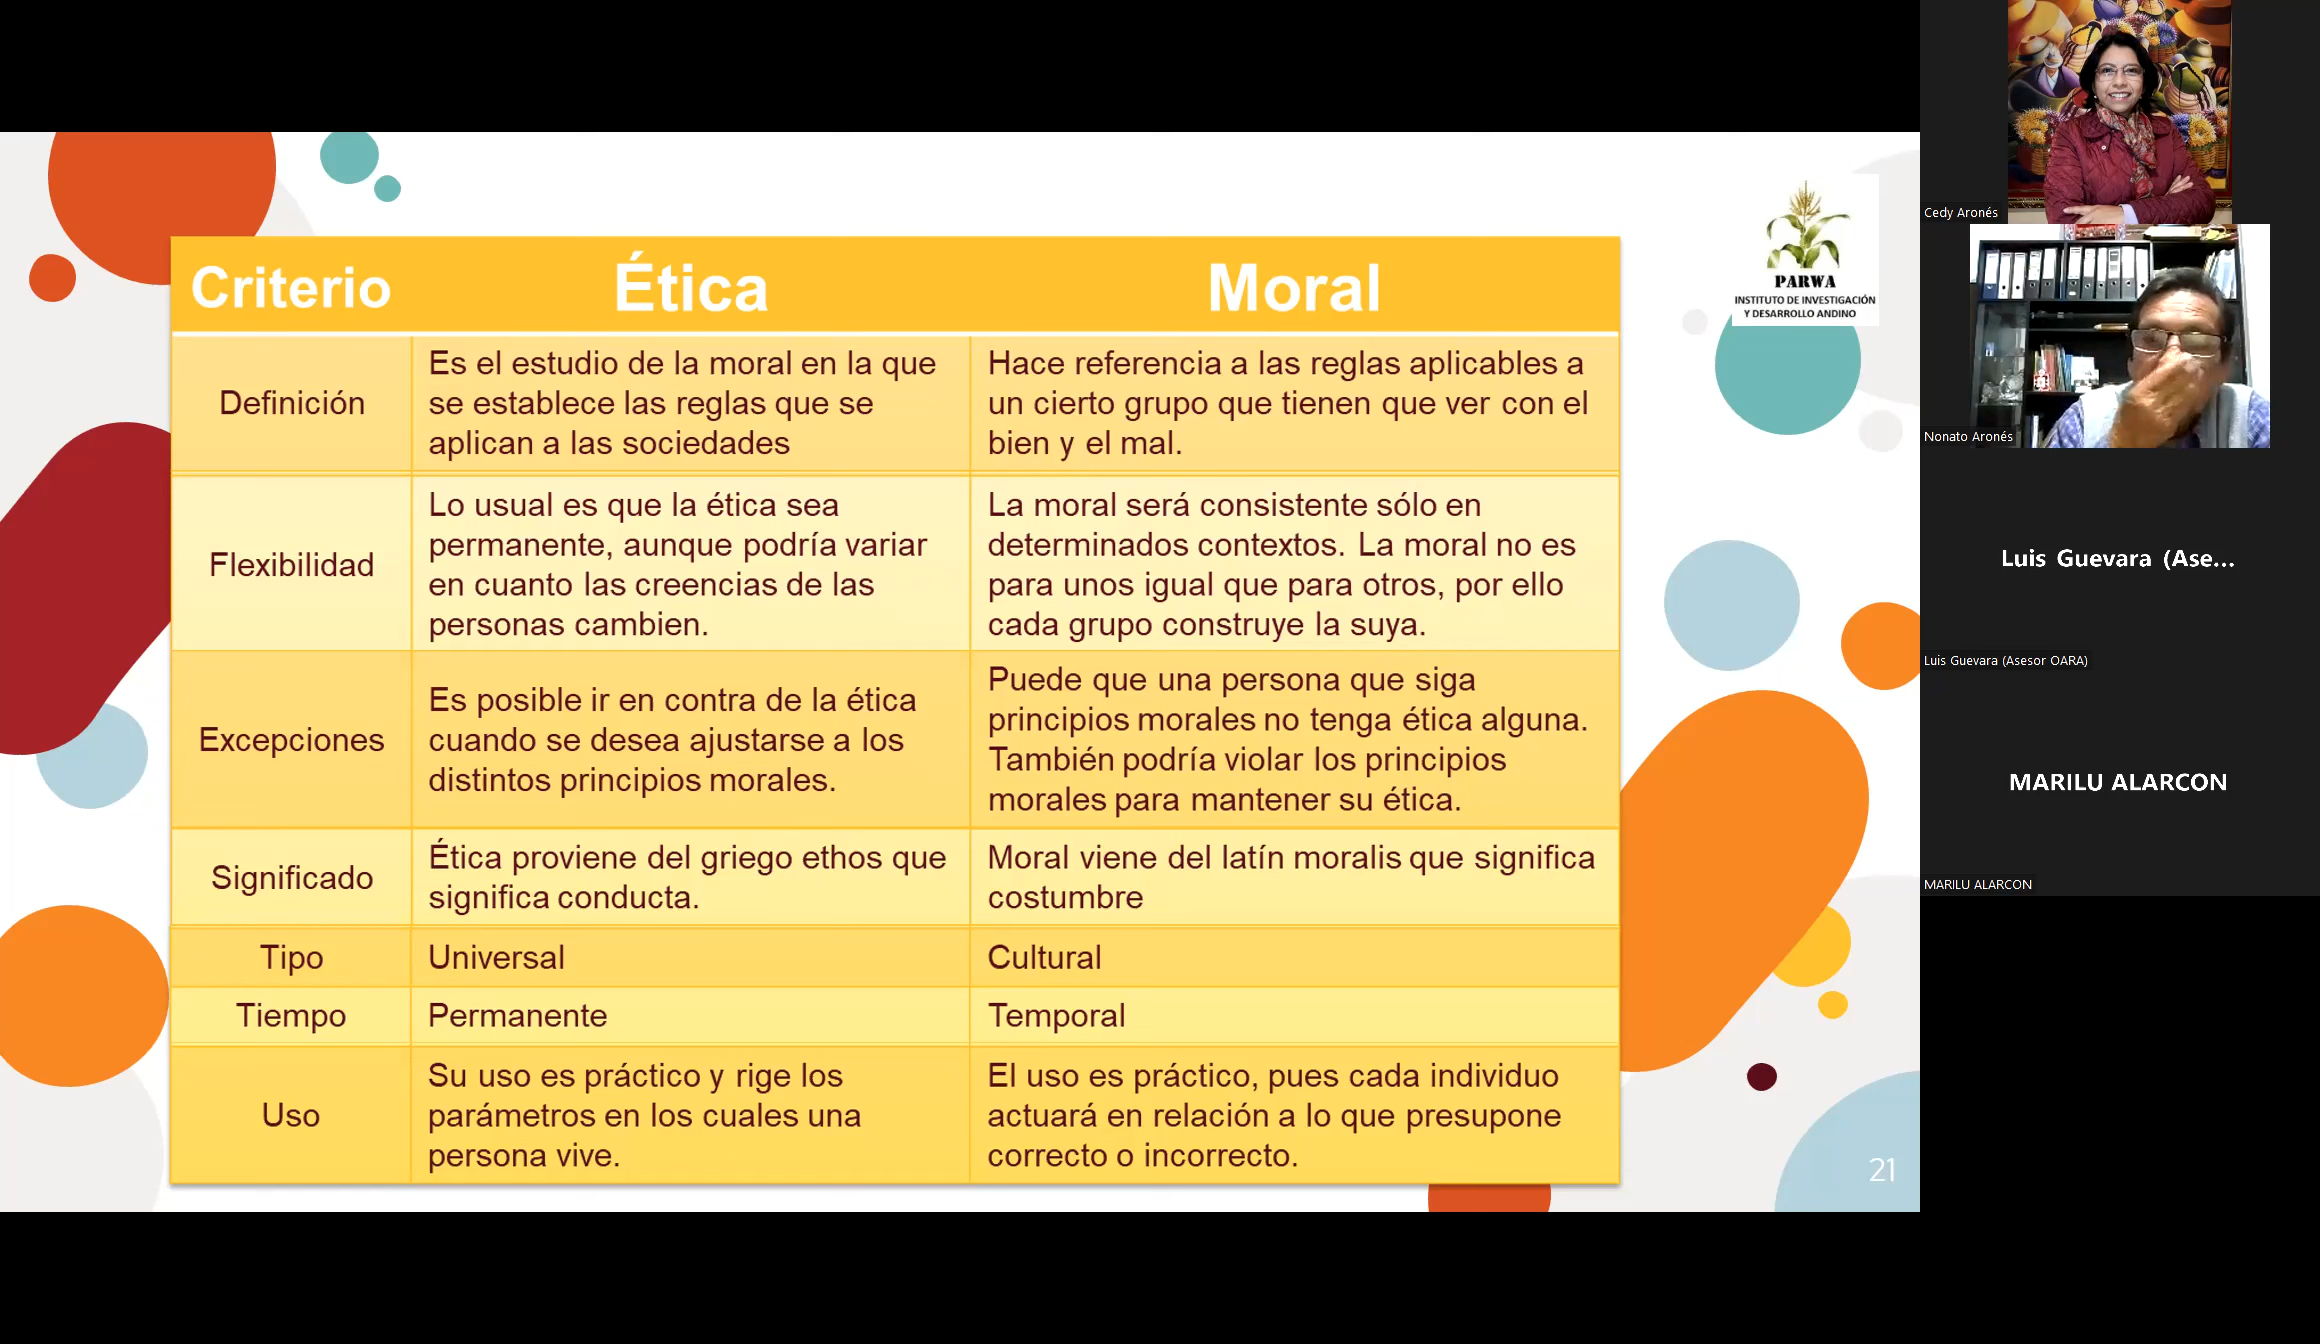 Criterio
Ética
Moral
Definición
Es el estudio de la moral en la que
se establece las reglas que se
aplican a las sociedades
Hace referencia a las reglas aplicables a
un cierto grupo que tienen que ver con el
bien y el mal.
Flexibilidad
Lo usual es que la ética sea
permanente, aunque podría variar
en cuanto las creencias de las
personas cambien.
La moral será consistente sólo en
determinados contextos. La moral no es
para unos igual que para otros, por ello
cada grupo construye la suya.
Excepciones
Es posible ir en contra de la ética
cuando se desea ajustarse a los
distintos principios morales.
Puede que una persona que siga
principios morales no tenga ética alguna.
También podría violar los principios
morales para mantener su ética.
Significado
Ética proviene del griego ethos que
significa conducta.
Moral viene del latín moralis que significa
costumbre
Tipo
Universal
Cultural
Tiempo
Permanente
Temporal
Uso
Su uso es práctico y rige los
parámetros en los cuales una
persona vive.
El uso es práctico, pues cada individuo
actuará en relación a lo que presupone
correcto o incorrecto.
PARWA
INSTITUTO DE INVESTIGACIÓN
Y DESARROLLO ANDINO
21
Cedy Aronés
Nonato Aronés
Luis Guevara (Ase...
Luis Guevara (Asesor OARA)
MARILU ALARCON
MARILU ALARCON